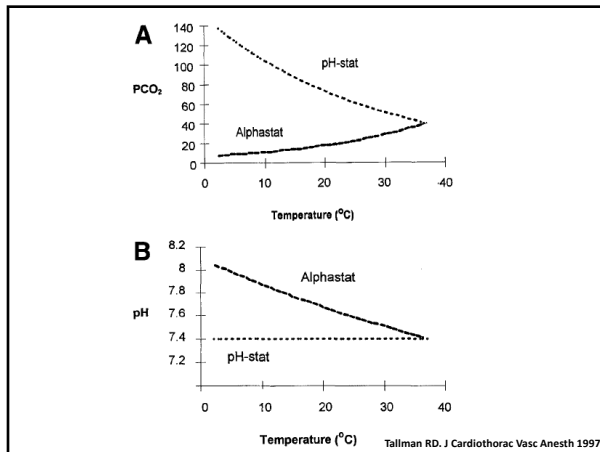 A
PCO₂
140
120
100
80
60
40
20
0
pH-stat
Alphastat
0 10 20 30 40
Temperature (°C)
B
pH
8.2
8
7.8
7.6
7.4
7.2
Alphastat
pH-stat
0 10 20 30 40
Temperature (°C)
Tallman RD. J Cardiothorac Vasc Anesth 1997